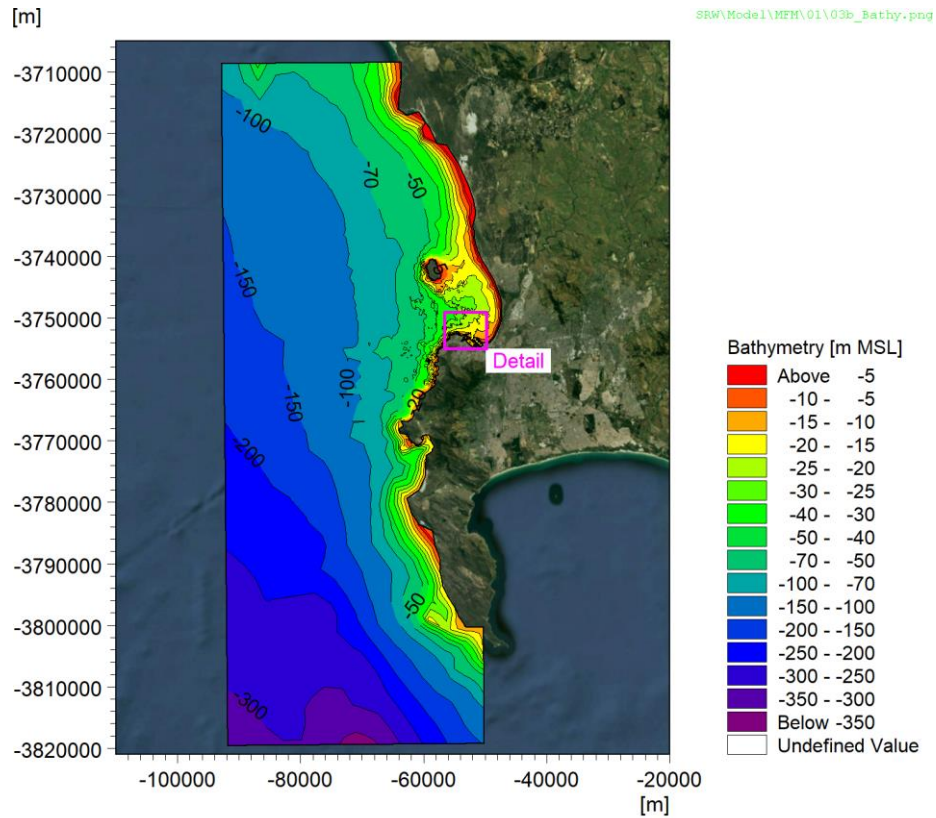 [m]
SRW\Model\MFM\01\03b_Bathy.png
-3710000
-3720000
-3730000
-3740000
-3750000
-3760000
-3770000
-3780000
-3790000
-3800000
-3810000
-3820000
-100
-70
-50
-150
-5
Detail
-100
-150
-20
-200
-50
-300
Bathymetry [m MSL]
Above -5
-10 - -5
-15 - -10
-20 - -15
-25 - -20
-30 - -25
-40 - -30
-50 - -40
-70 - -50
-100 - -70
-150 - -100
-200 - -150
-250 - -200
-300 - -250
-350 - -300
Below -350
Undefined Value
-100000 -80000 -60000 -40000 -20000
[m]